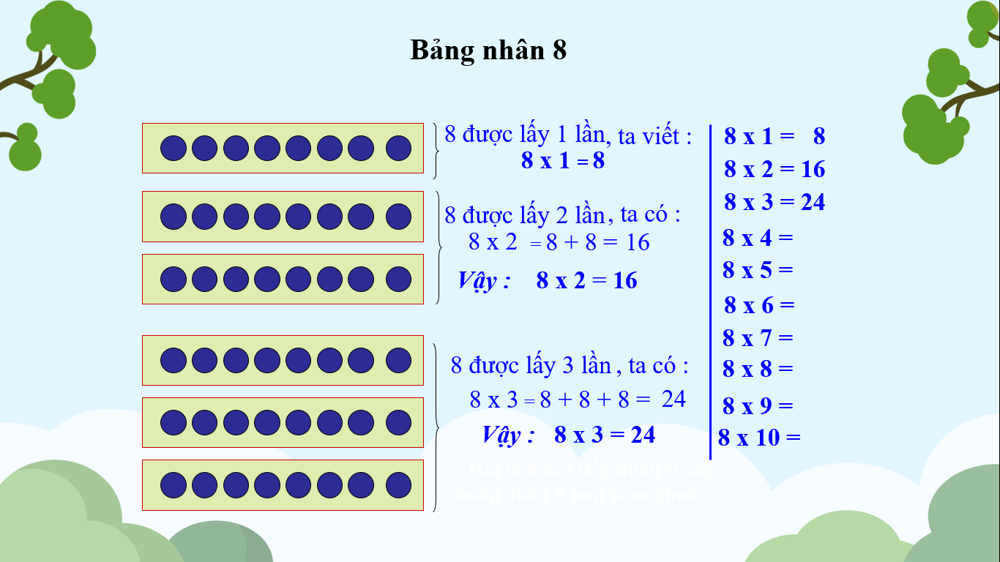 Bảng nhân 8
8 được lấy 1 lần, ta viết :
8 x 1 = 8
8 được lấy 2 lần, ta có :
8 x 2 = 8 + 8 = 16
Vậy : 8 x 2 = 16
8 được lấy 3 lần , ta có :
8 x 3 = 8 + 8 + 8 = 24
Vậy : 8 x 3 = 24
- Hai tích liên tiếp nhau trong
bảng nhân 8 hơn kém nhau:
8 x 1 = 8
8 x 2 = 16
8 x 3 = 24
8 x 4 =
8 x 5 =
8 x 6 =
8 x 7 =
8 x 8 =
8 x 9 =
8 x 10 =